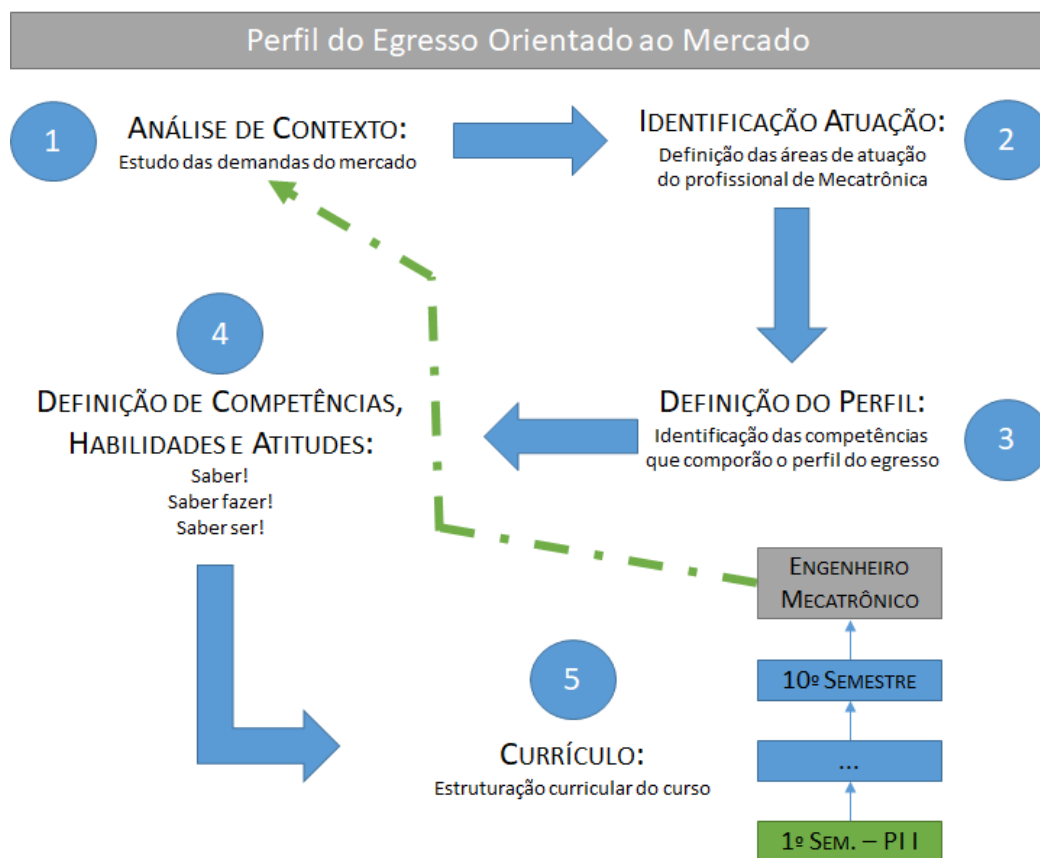 Perfil do Egresso Orientado ao Mercado
1
ANÁLISE DE CONTEXTO:
Estudo das demandas do mercado
IDENTIFICAÇÃO ATUAÇÃO:
Definição das áreas de atuação
do profissional de Mecatrônica
2
4
DEFINIÇÃO DE COMPETÊNCIAS,
HABILIDADES E ATITUDES:
Saber!
Saber fazer!
Saber ser!
DEFINIÇÃO DO PERFIL:
Identificação das competências
que comporão o perfil do egresso
3
5
CURRÍCULO:
Estruturação curricular do curso
ENGENHEIRO
MECATRÔNICO
10º SEMESTRE
...
1º SEM. – PI I